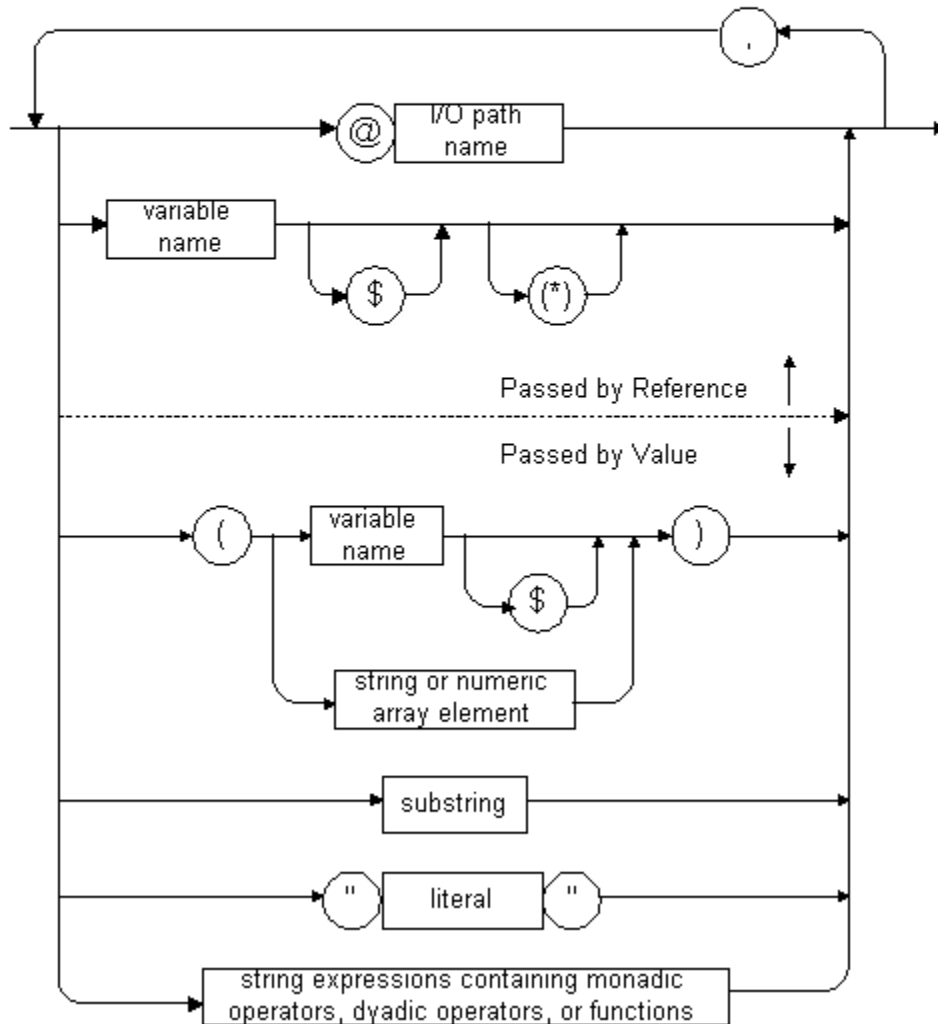 ,
@
I/O path
name
variable
name
$
(*)
Passed by Reference
Passed by Value
(
variable
name
)
$
string or numeric
array element
substring
" literal "
string expressions containing monadic
operators, dyadic operators, or functions